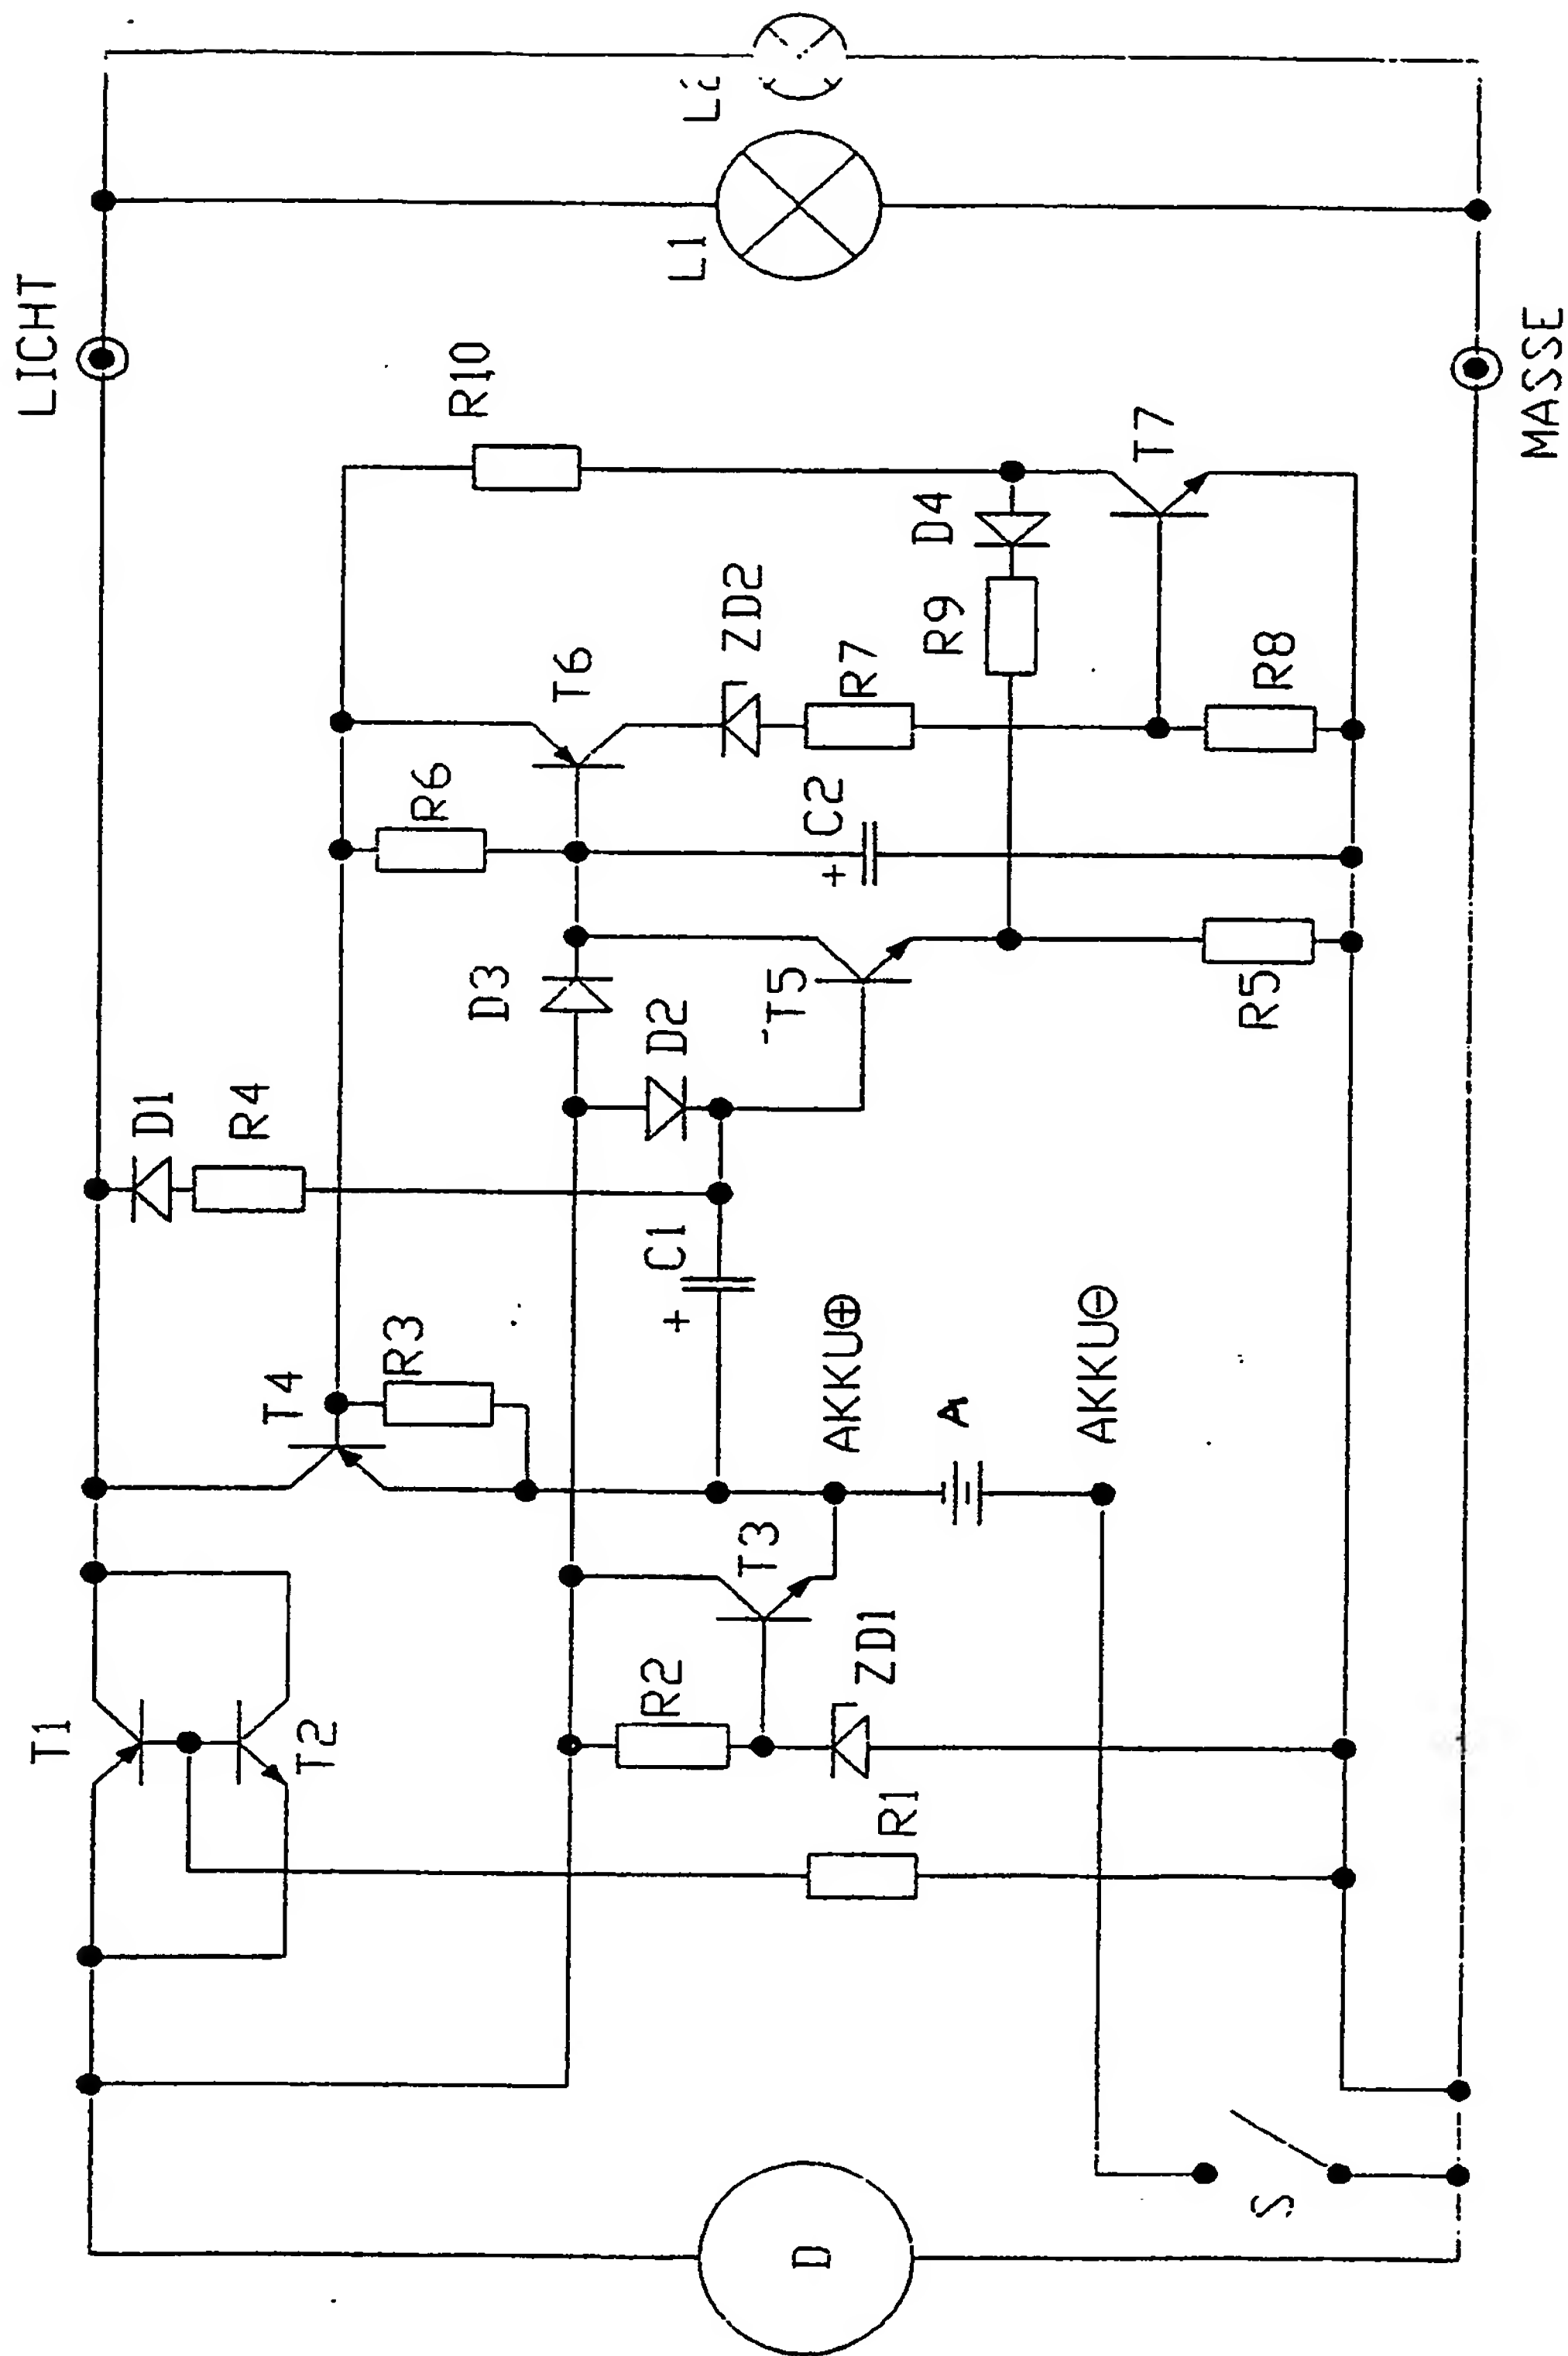 LICHT
L2
L1
R10
T7
D4
ZD2
R9
T6
R7
R8
R6
C2
+
D3
T5
D2
R5
D1
R4
C1
+
T4
R3
AKKU⊕
A
AKKU⊖
T3
T1
T2
R2
ZD1
R1
D
S
MASSE